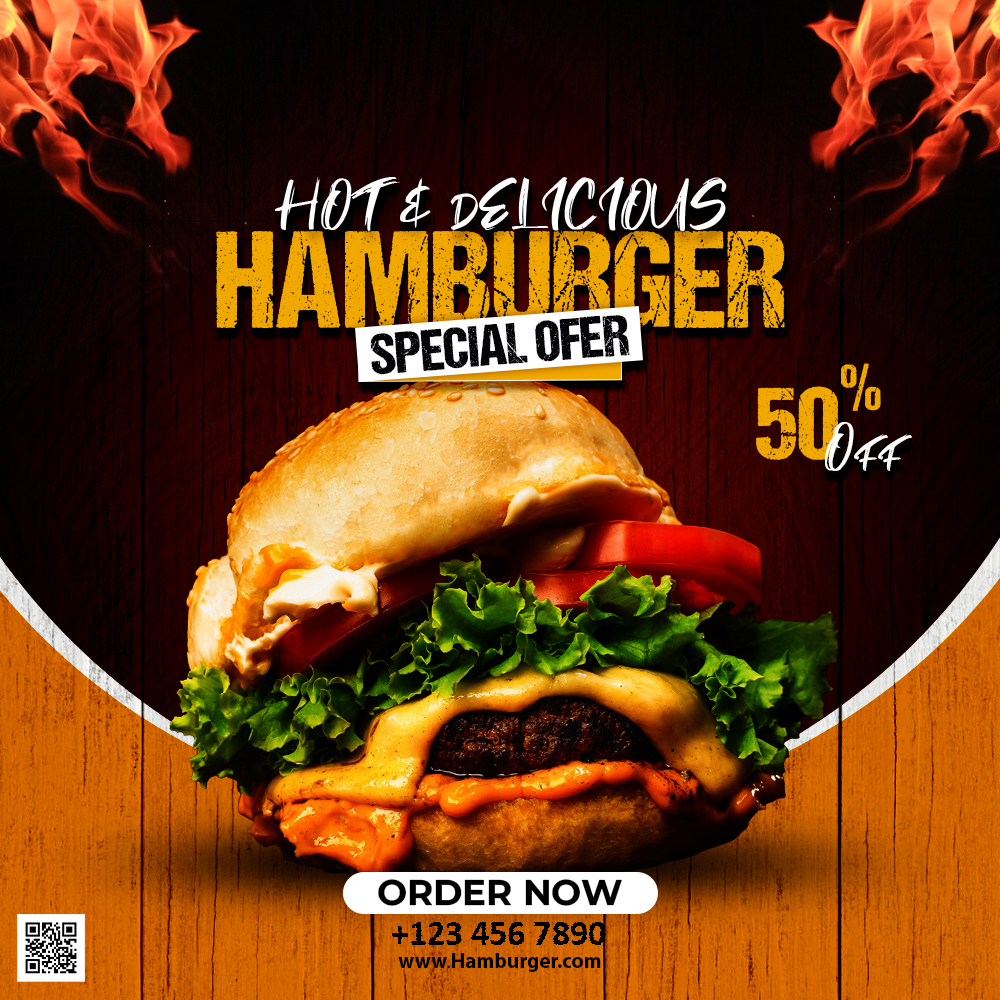 HOT & DELICIOUS
HAMBURGER
SPECIAL OFER
50%
OFF
ORDER NOW
+123 456 7890
www.Hamburger.com